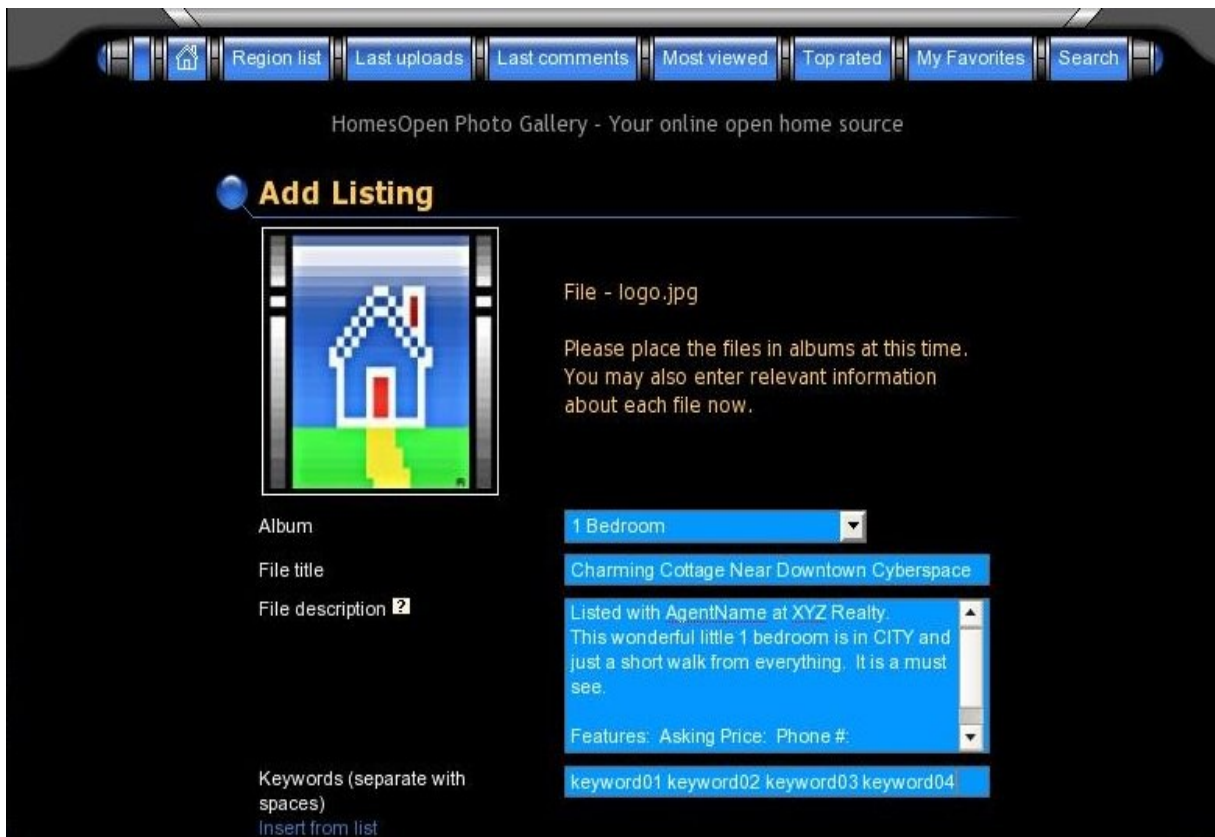 Region list Last uploads Last comments Most viewed Top rated My Favorites Search
HomesOpen Photo Gallery - Your online open home source
Add Listing
File - logo.jpg
Please place the files in albums at this time.
You may also enter relevant information
about each file now.
Album
1 Bedroom
File title
Charming Cottage Near Downtown Cyberspace
File description ?
Listed with AgentName at XYZ Realty.
This wonderful little 1 bedroom is in CITY and
just a short walk from everything.  It is a must
see.
Features:  Asking Price:  Phone #:
Keywords (separate with
spaces)
keyword01 keyword02 keyword03 keyword04
Insert from list